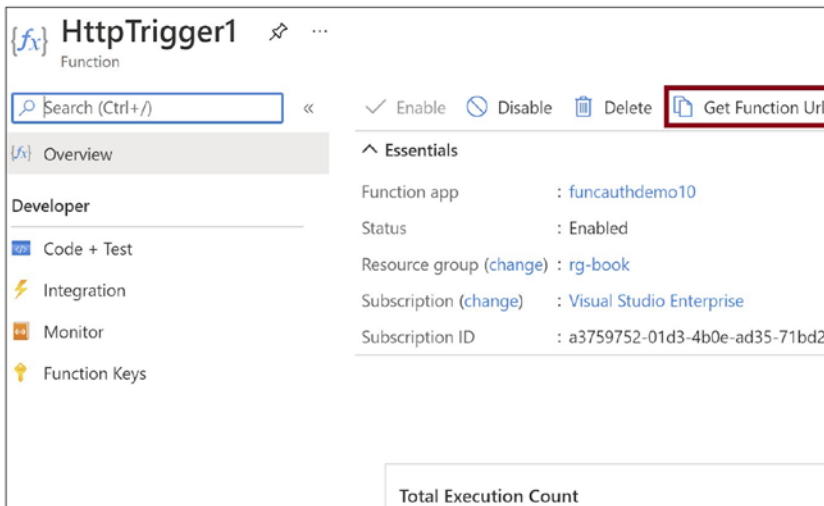 {fx} HttpTrigger1 ...
Function
Search (Ctrl+/) «
Enable Disable Delete Get Function Url
{fx} Overview
Essentials
Developer
Function app : funcauthdemo10
Status : Enabled
Code + Test
Resource group (change) : rg-book
Integration
Subscription (change) : Visual Studio Enterprise
Monitor
Subscription ID : a3759752-01d3-4b0e-ad35-71bd2
Function Keys
Total Execution Count